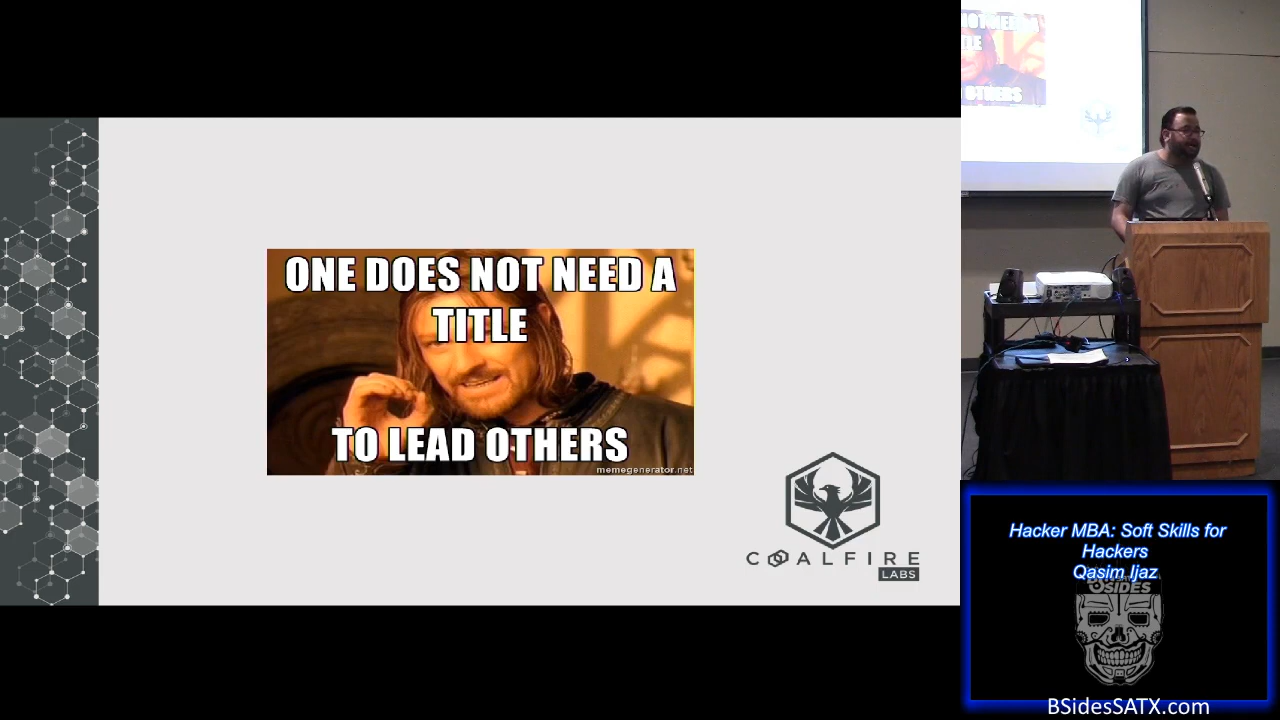 ONE DOES NOT NEED A
TITLE
TO LEAD OTHERS
memegenerator.net
COALFIRE
LABS
OTHERS
Hacker MBA: Soft Skills for
Hackers
Qasim Ijaz
BSIDES
BSidesSATX.com